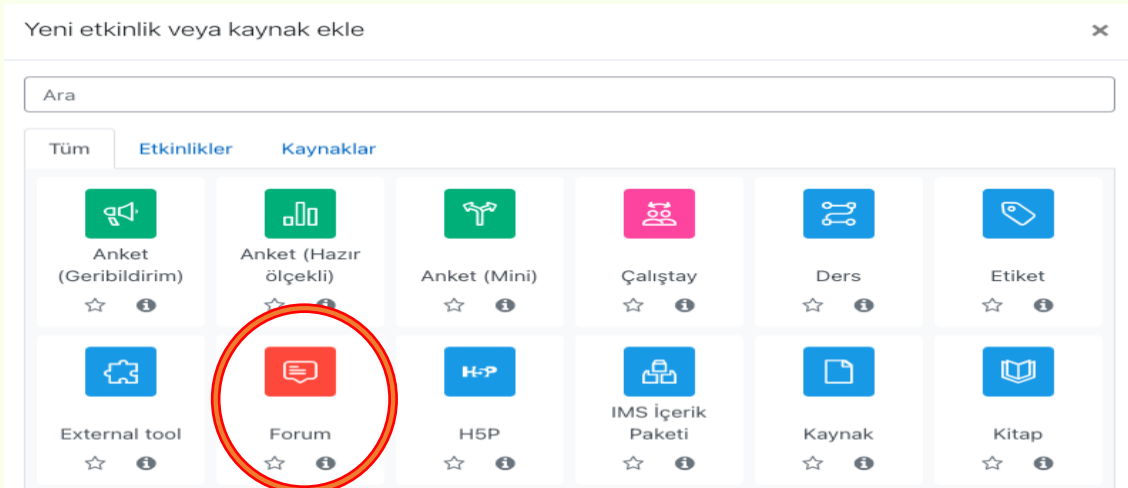 Yeni etkinlik veya kaynak ekle
Ara
Tüm Etkinlikler Kaynaklar
Anket
(Geribildirim)
Anket (Hazır
ölçekli)
Anket (Mini)
Çalıştay
Ders
Etiket
External tool
Forum
H-P
H5P
IMS İçerik
Paketi
Kaynak
Kitap